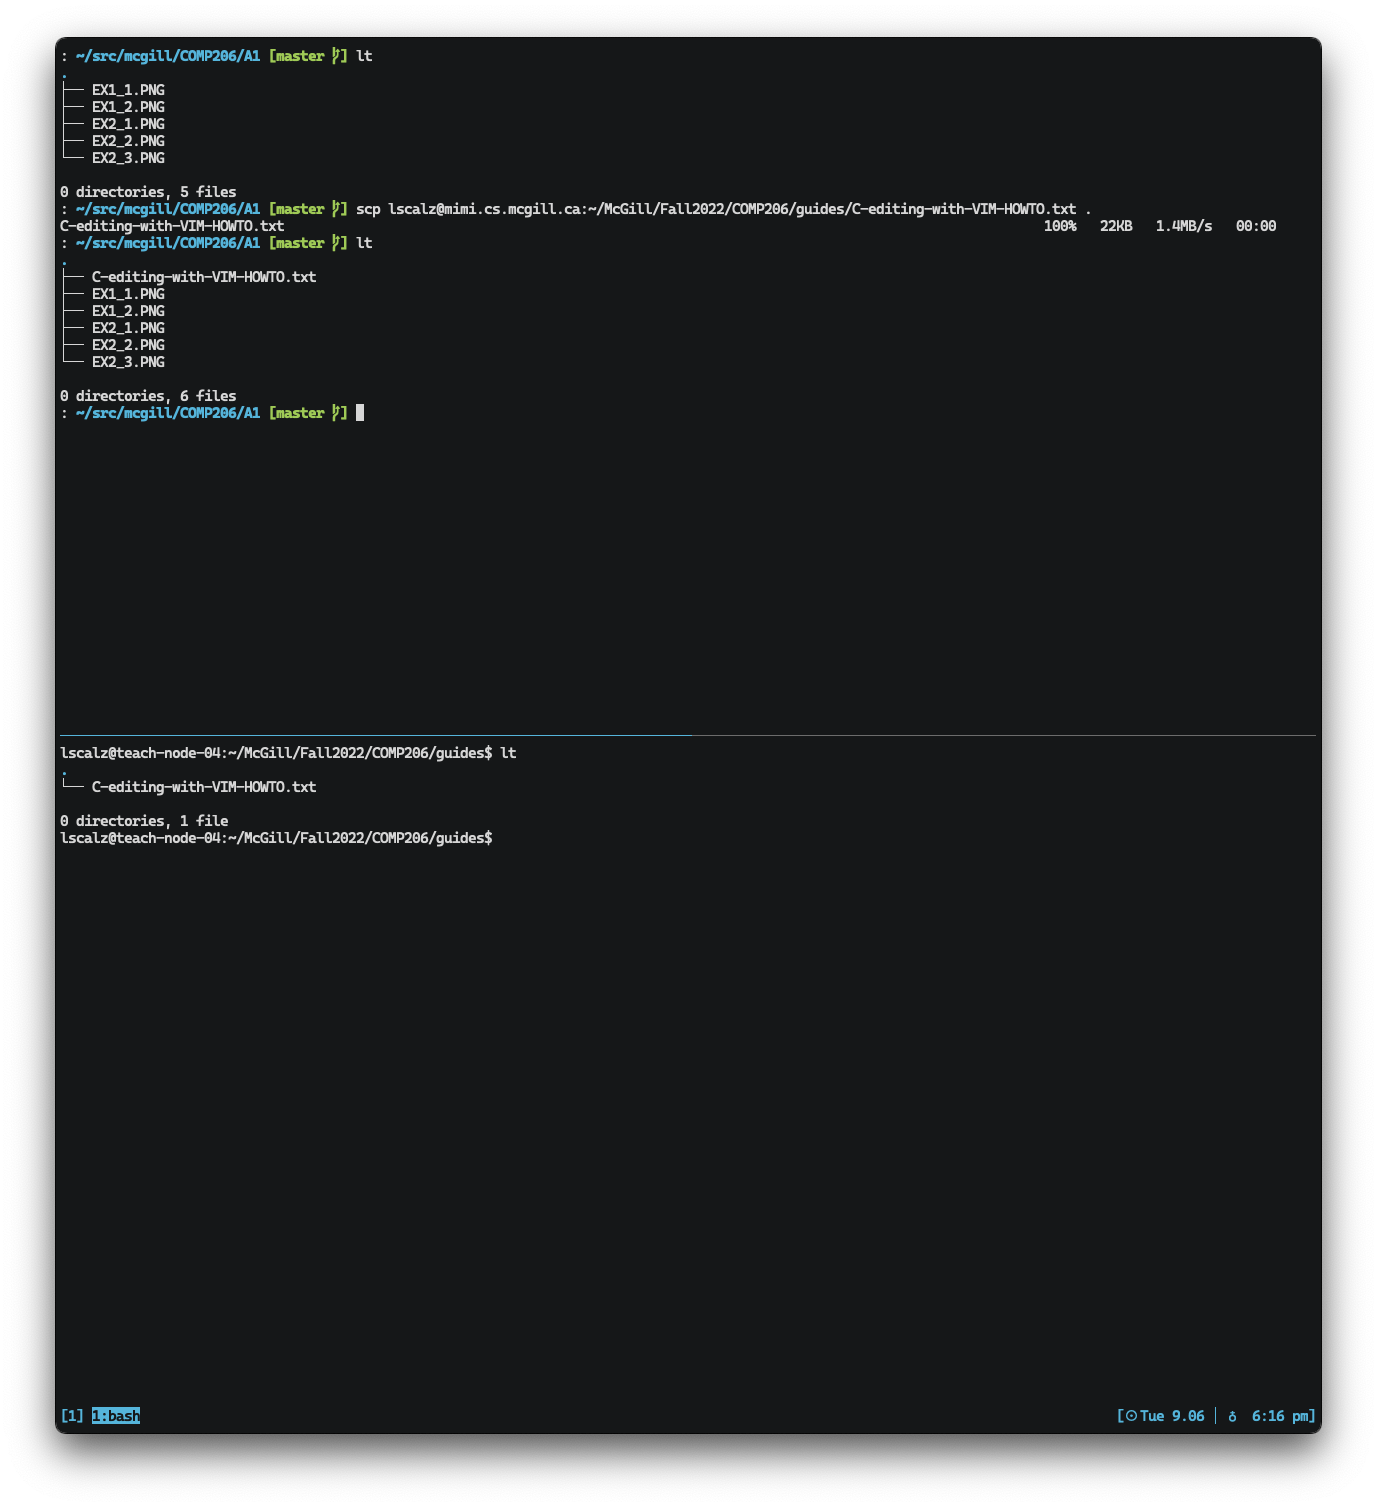 : ~/src/mcgill/COMP206/A1 [master ᚠ] lt
.
├── EX1_1.PNG
├── EX1_2.PNG
├── EX2_1.PNG
├── EX2_2.PNG
└── EX2_3.PNG
0 directories, 5 files
: ~/src/mcgill/COMP206/A1 [master ᚠ] scp lscalz@mimi.cs.mcgill.ca:~/McGill/Fall2022/COMP206/guides/C-editing-with-VIM-HOWTO.txt .
C-editing-with-VIM-HOWTO.txt 100% 22KB 1.4MB/s 00:00
: ~/src/mcgill/COMP206/A1 [master ᚠ] lt
.
├── C-editing-with-VIM-HOWTO.txt
├── EX1_1.PNG
├── EX1_2.PNG
├── EX2_1.PNG
├── EX2_2.PNG
└── EX2_3.PNG
0 directories, 6 files
: ~/src/mcgill/COMP206/A1 [master ᚠ]
lscalz@teach-node-04:~/McGill/Fall2022/COMP206/guides$ lt
.
└── C-editing-with-VIM-HOWTO.txt
0 directories, 1 file
lscalz@teach-node-04:~/McGill/Fall2022/COMP206/guides$
[1] 1:bash [☉Tue 9.06 │ ♁ 6:16 pm]